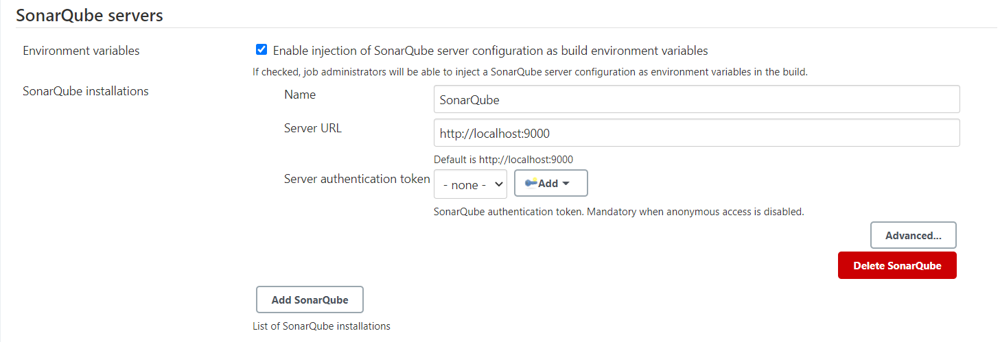 SonarQube servers
Environment variables
Enable injection of SonarQube server configuration as build environment variables
If checked, job administrators will be able to inject a SonarQube server configuration as environment variables in the build.
SonarQube installations
Name
SonarQube
Server URL
http://localhost:9000
Default is http://localhost:9000
Server authentication token
- none -
Add
SonarQube authentication token. Mandatory when anonymous access is disabled.
Advanced...
Delete SonarQube
Add SonarQube
List of SonarQube installations